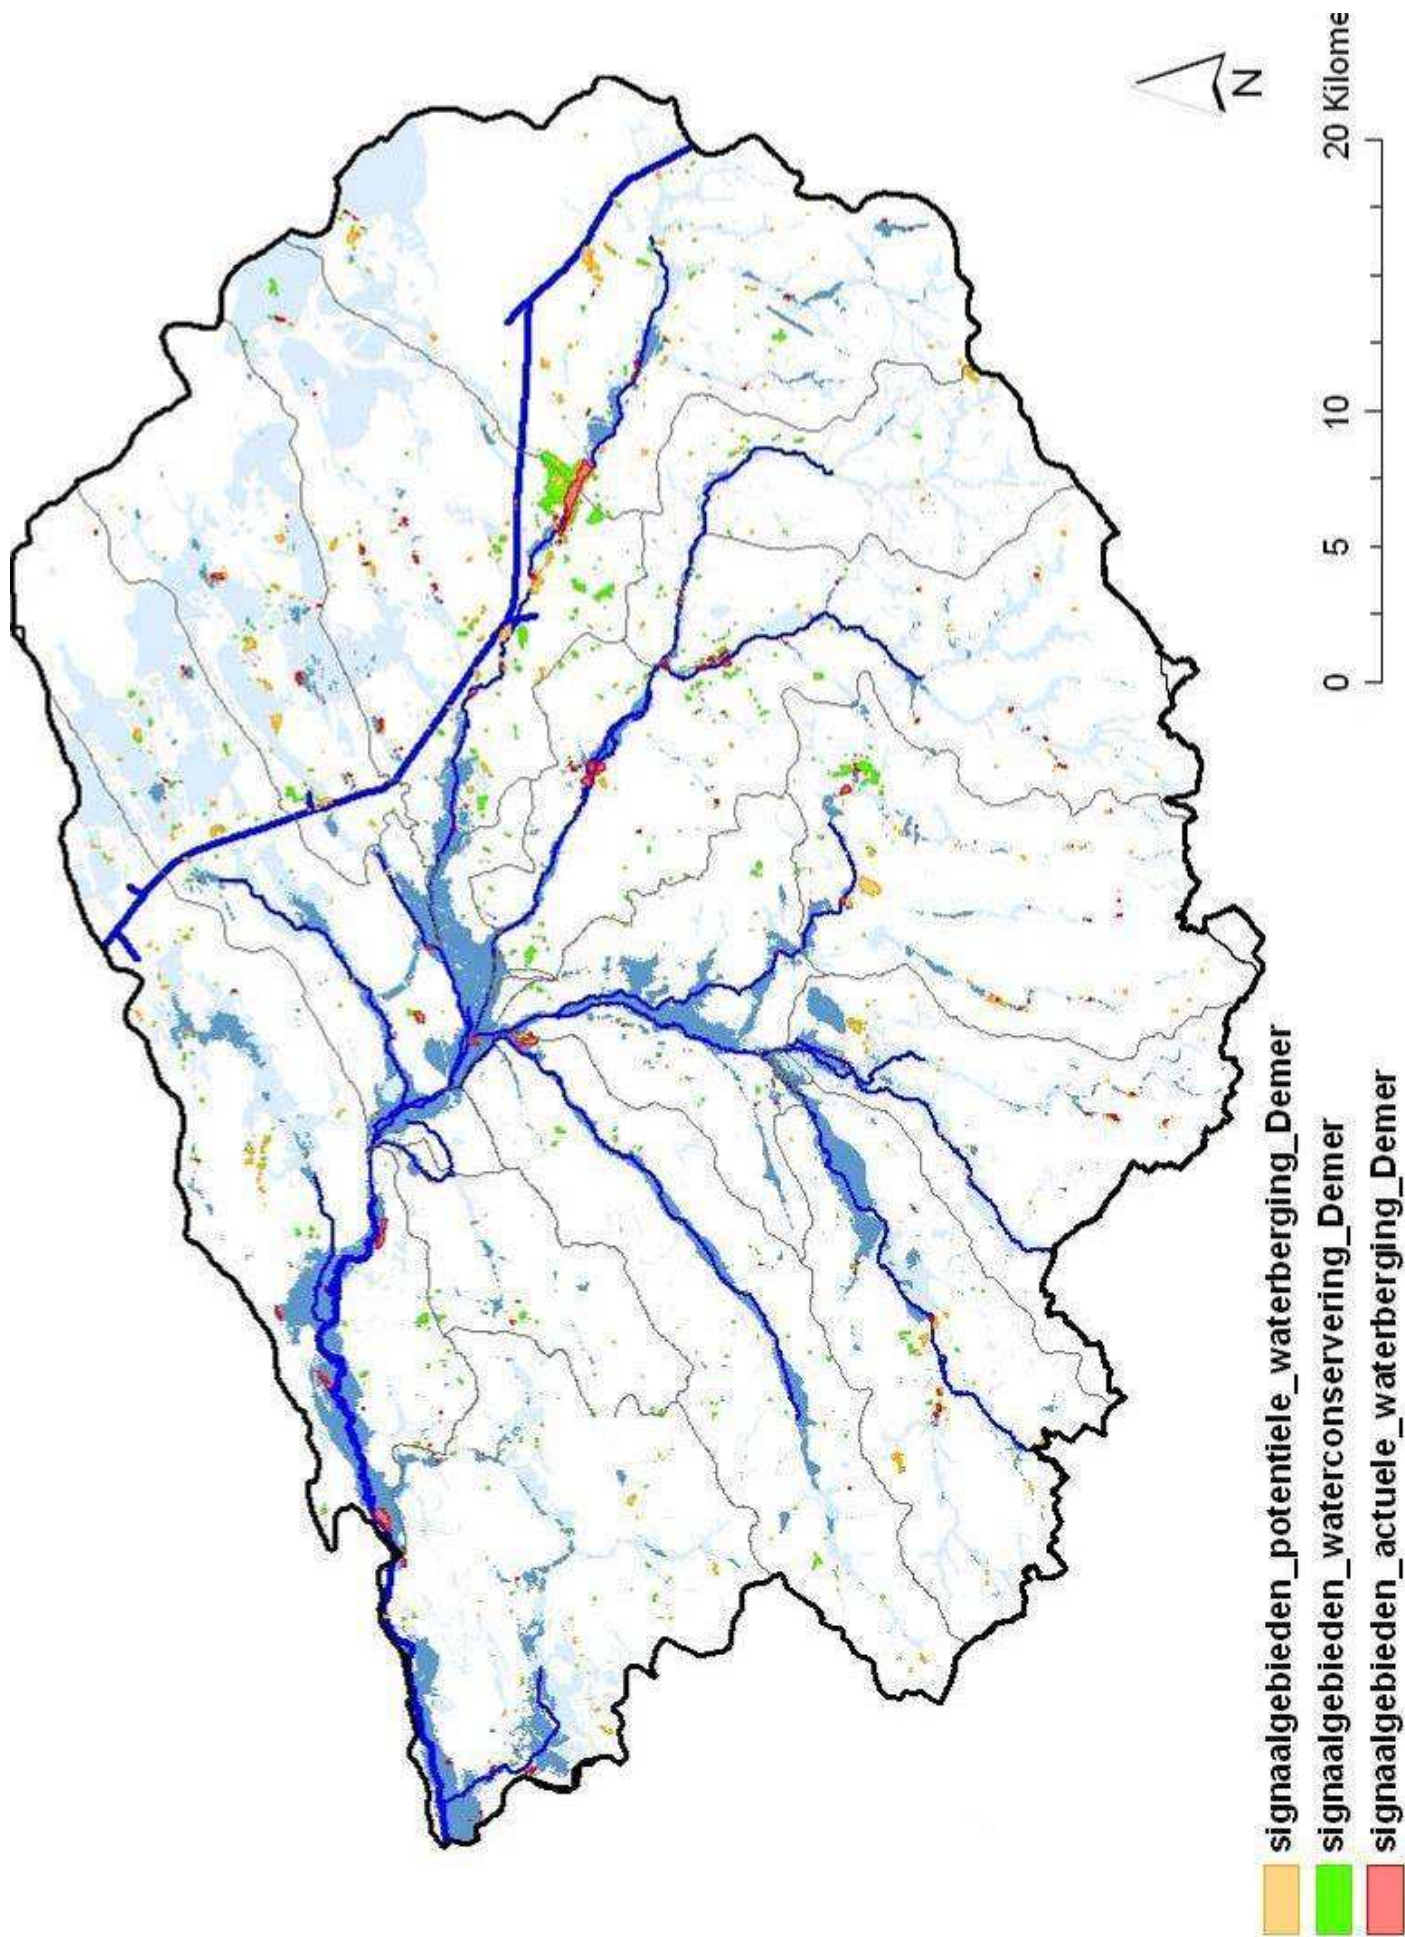 signaalgebieden_potentiele_waterberging_Demer
signaalgebieden_waterconservering_Demer
signaalgebieden_actuele_waterberging_Demer
0 5 10 20 Kilome
N